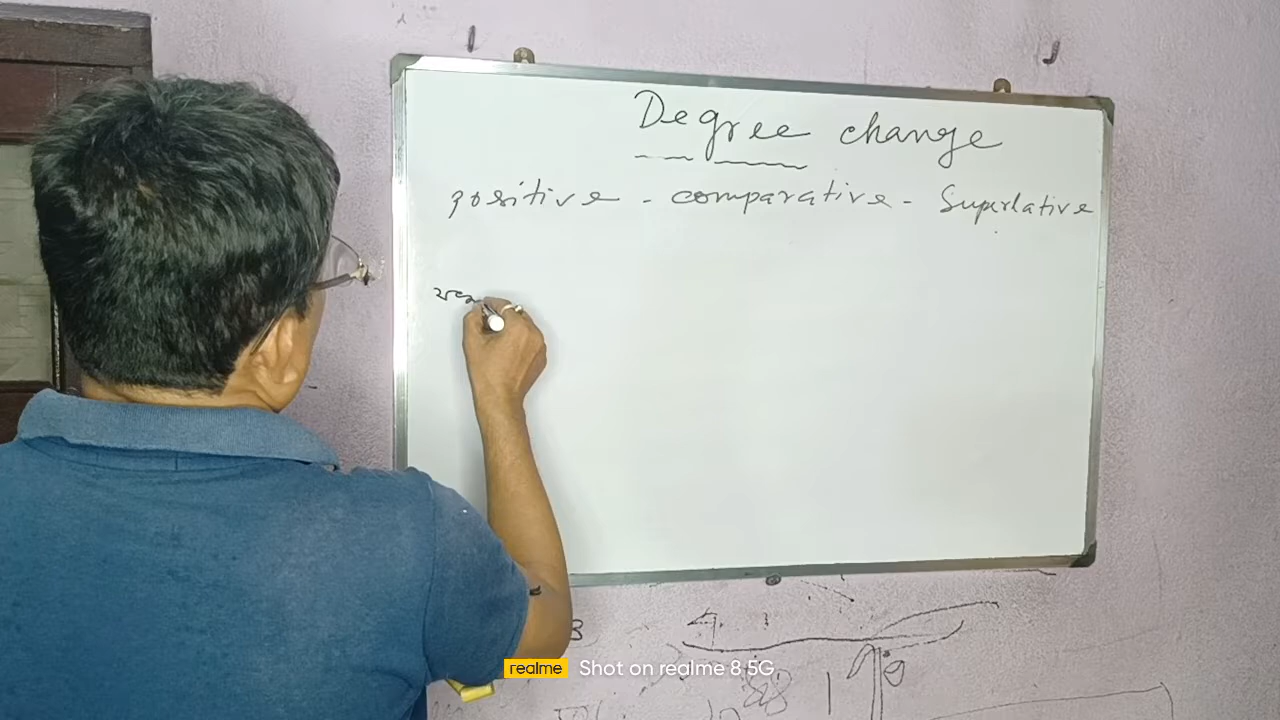 Degree change
positive - comparative - Superlative
realme Shot on realme 8 5G